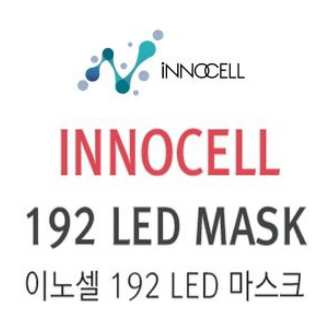 iNNOCELL
INNOCELL
192 LED MASK
이노셀 192 LED 마스크